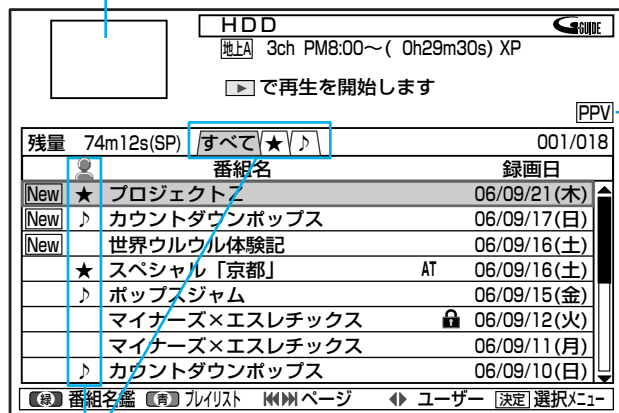 HDD G-GUIDE
地上A 3ch PM8:00～( 0h29m30s) XP
▶ で再生を開始します
PPV
残量 74m12s(SP) すべて ★ ♪ 001/018
番組名 録画日
New ★ プロジェクトZ 06/09/21(木)
New ♪ カウントダウンポップス 06/09/17(日)
New 世界ウルウル体験記 06/09/16(土)
★ スペシャル「京都」 AT 06/09/16(土)
♪ ポップスジャム 06/09/15(金)
マイナーズ×エスレチックス 06/09/12(火)
マイナーズ×エスレチックス 06/09/11(月)
♪ カウントダウンポップス 06/09/10(日)
緑 番組名鑑 青 プレイリスト ⏮⏭ ページ ◀▶ ユーザー 決定 選択メニュー